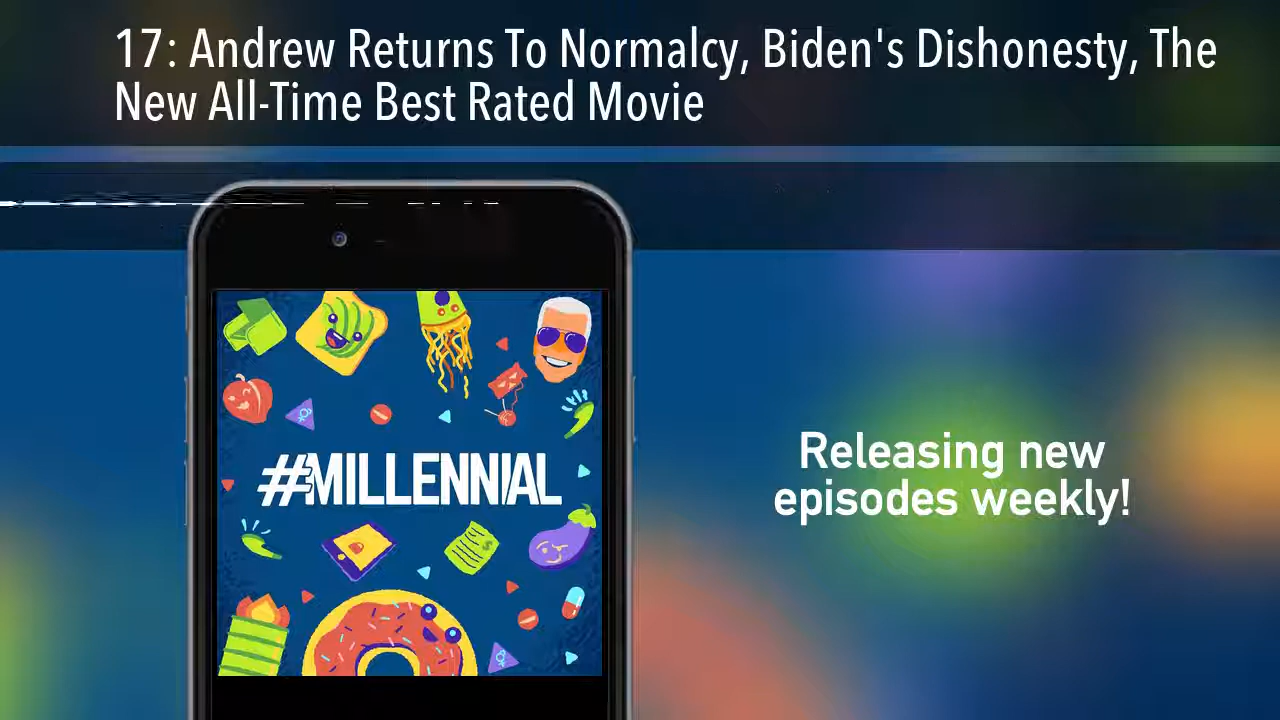 17: Andrew Returns To Normalcy, Biden's Dishonesty, The
New All-Time Best Rated Movie
#MILLENNIAL
Releasing new
episodes weekly!